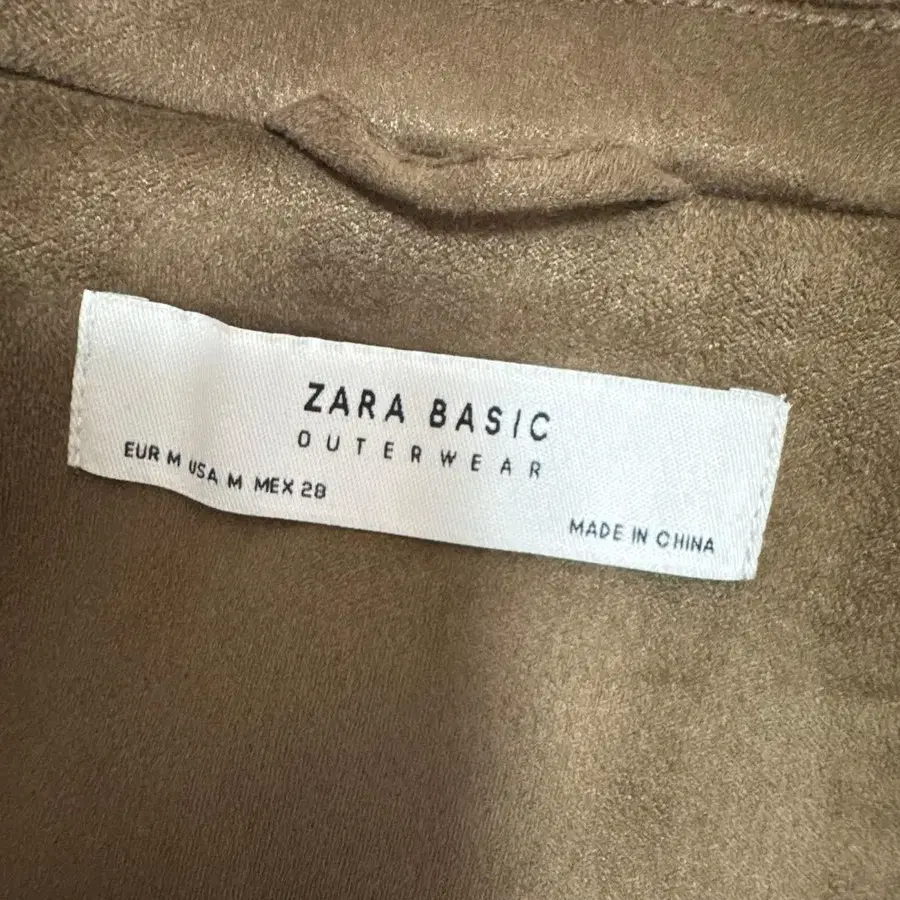 ZARA BASIC
OUTERWEAR
EUR M USA M MEX 28
MADE IN CHINA